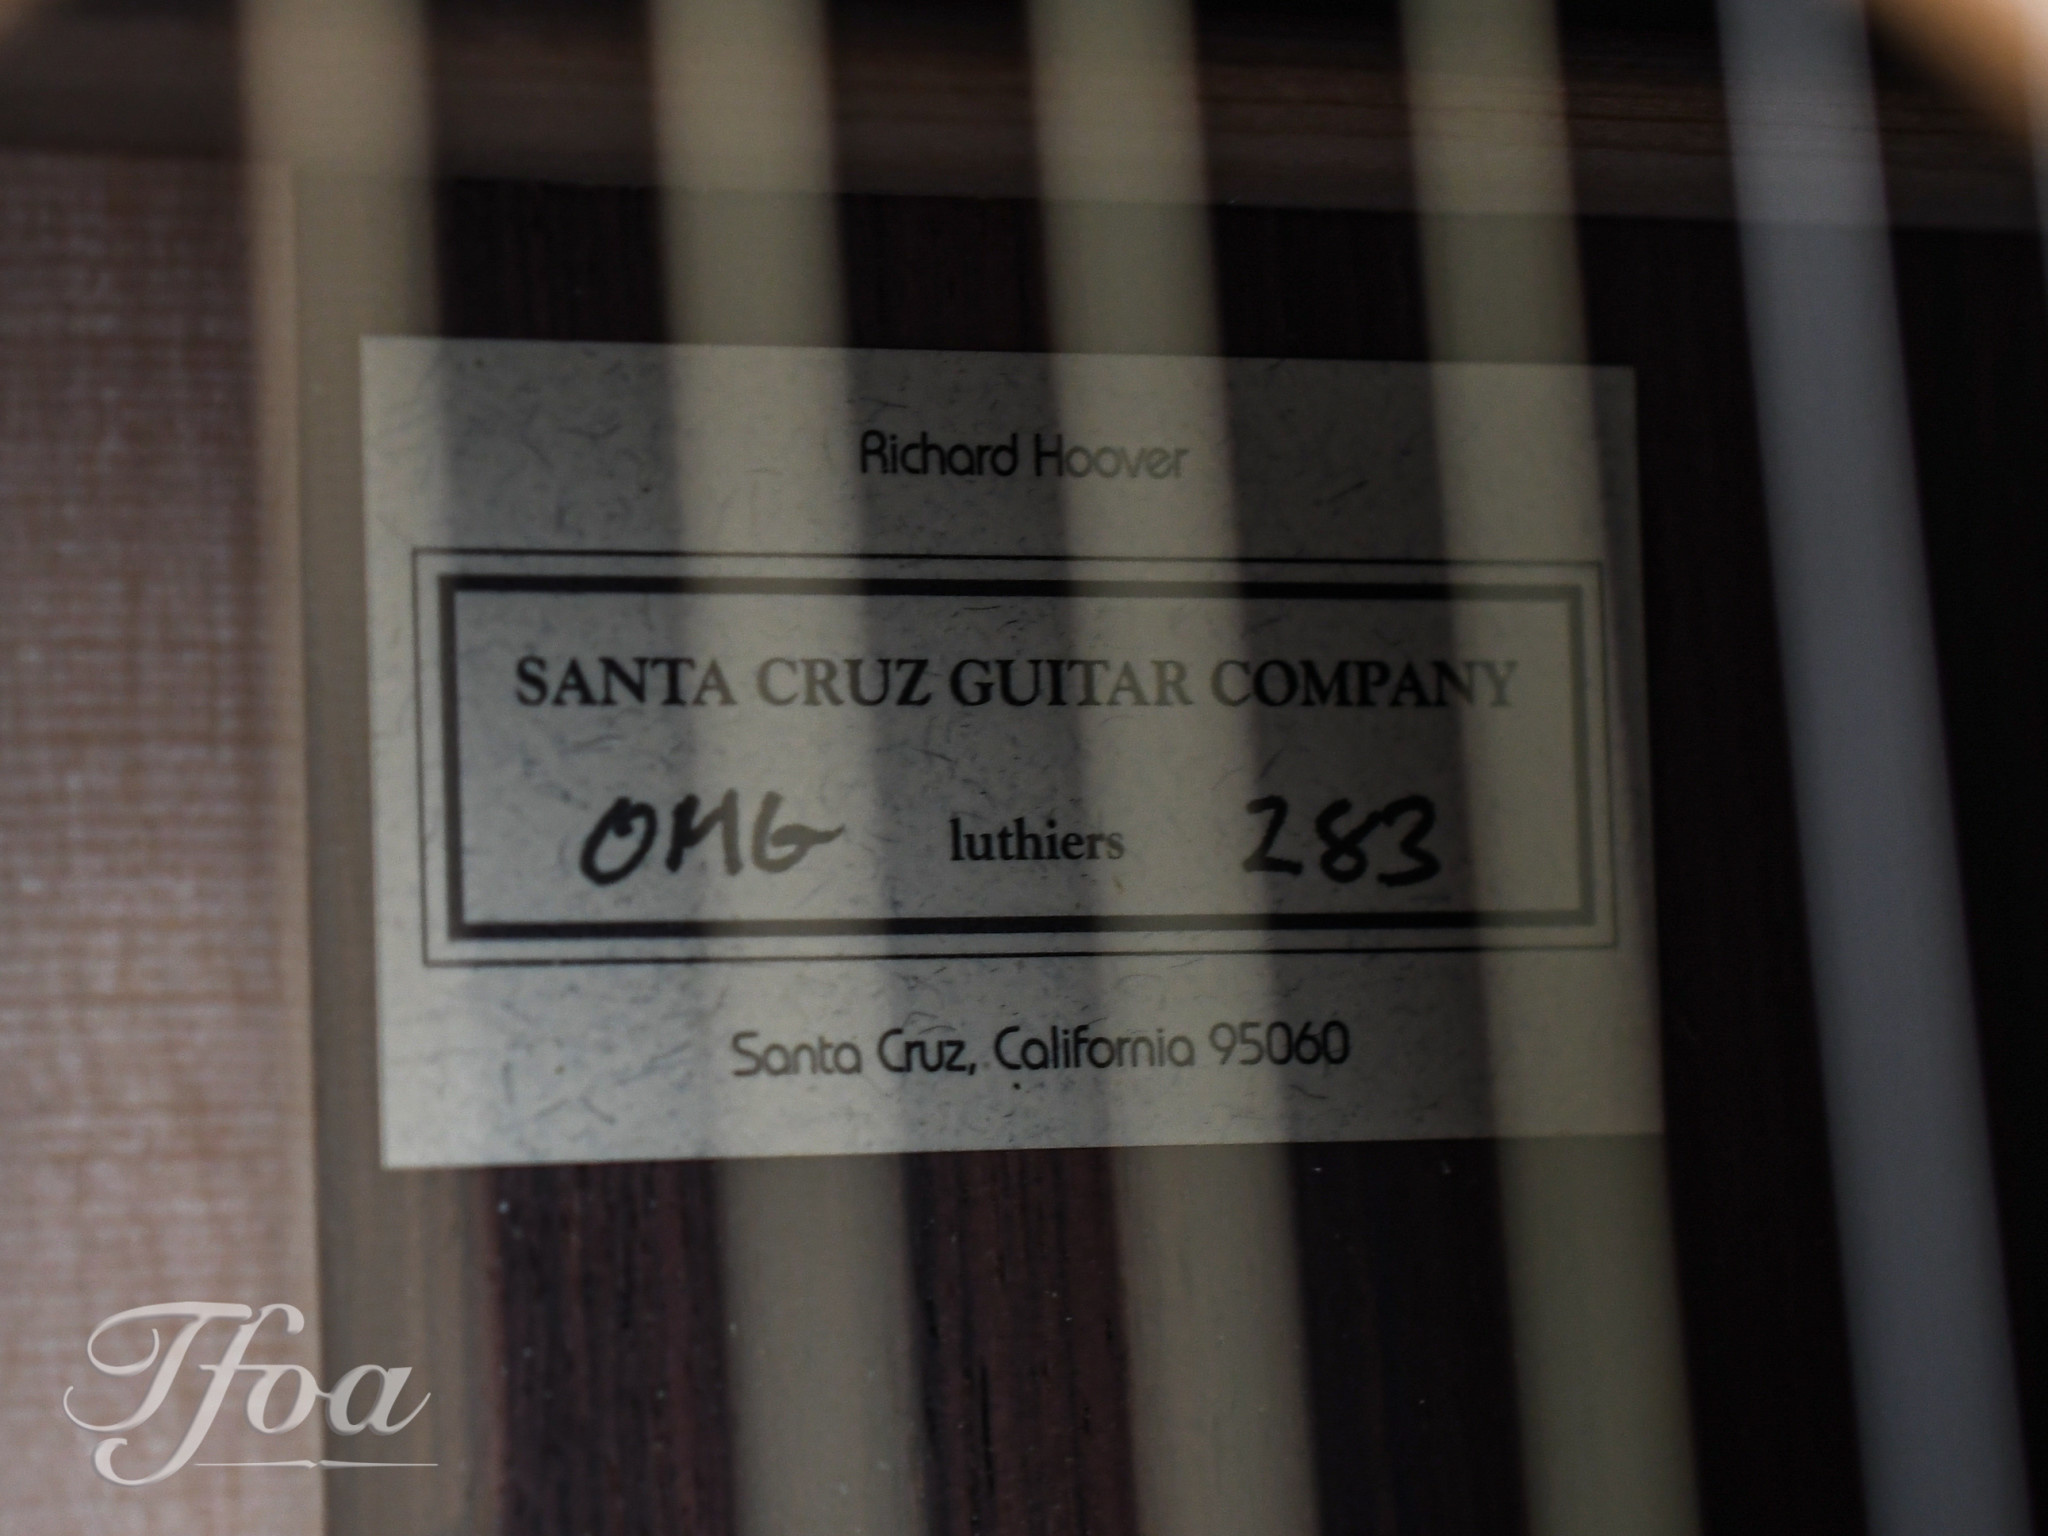 Richard Hoover
SANTA CRUZ GUITAR COMPANY
OMG luthiers 283
Santa Cruz, California 95060
Tfoa